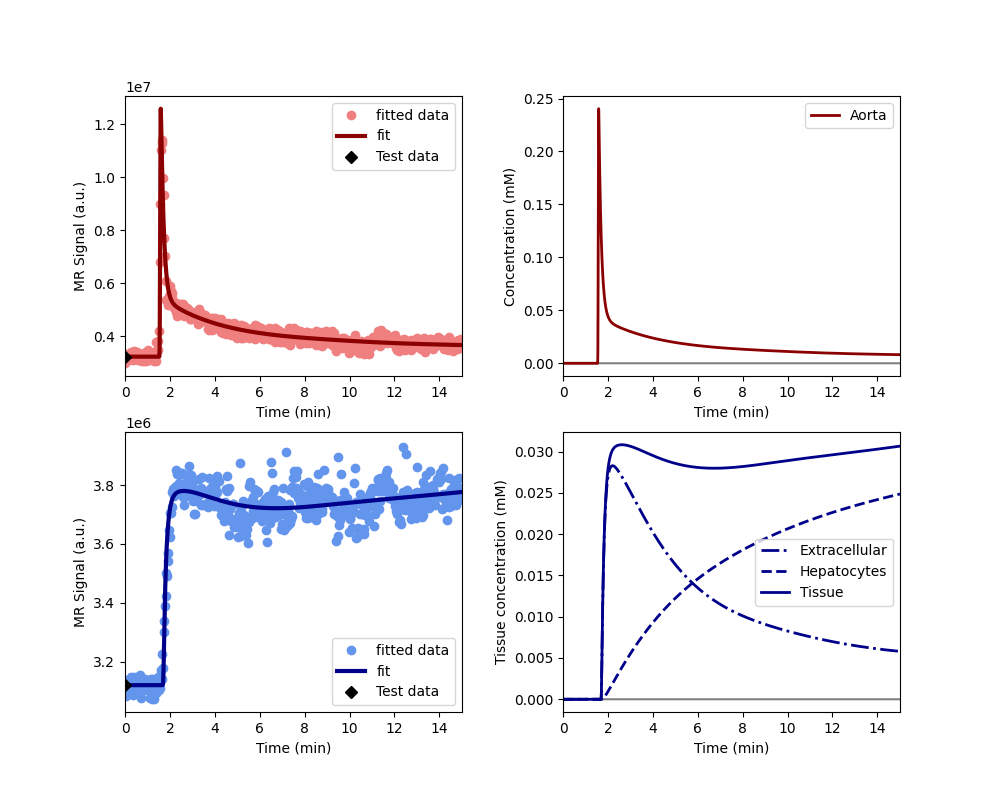 1e7
MR Signal (a.u.)
1.2
1.0
0.8
0.6
0.4
fitted data
fit
Test data
0 2 4 6 8 10 12 14
Time (min)
Concentration (mM)
0.25
0.20
0.15
0.10
0.05
0.00
Aorta
0 2 4 6 8 10 12 14
Time (min)
1e6
MR Signal (a.u.)
3.8
3.6
3.4
3.2
fitted data
fit
Test data
0 2 4 6 8 10 12 14
Time (min)
Tissue concentration (mM)
0.030
0.025
0.020
0.015
0.010
0.005
0.000
Extracellular
Hepatocytes
Tissue
0 2 4 6 8 10 12 14
Time (min)